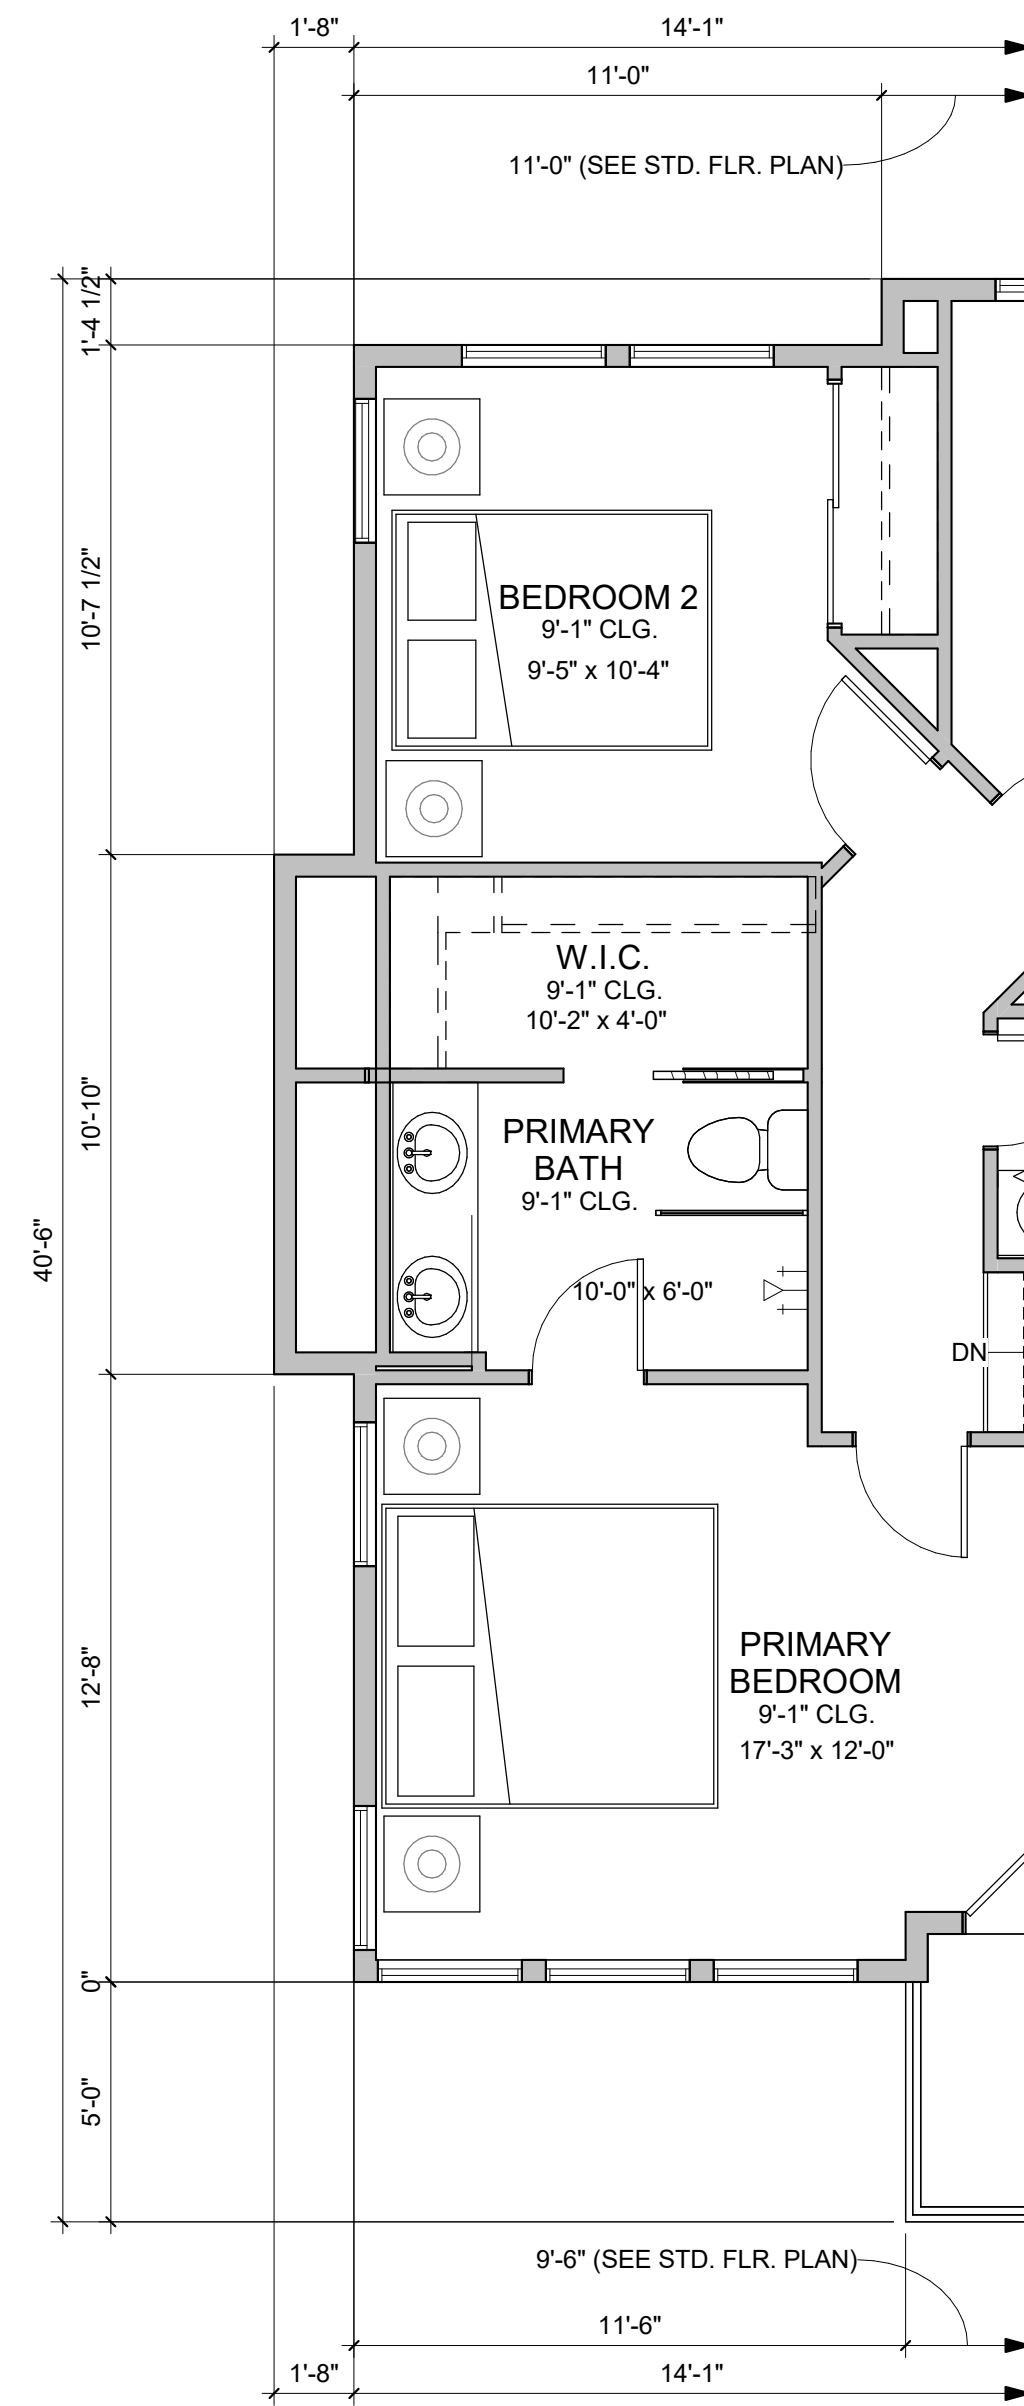 1'-8"
14'-1"
11'-0"
11'-0" (SEE STD. FLR. PLAN)
1'-4 1/2"
10'-7 1/2"
BEDROOM 2
9'-1" CLG.
9'-5" x 10'-4"
W.I.C.
9'-1" CLG.
10'-2" x 4'-0"
10'-10"
PRIMARY
BATH
9'-1" CLG.
40'-6"
10'-0" x 6'-0"
DN
12'-8"
PRIMARY
BEDROOM
9'-1" CLG.
17'-3" x 12'-0"
0"
5'-0"
9'-6" (SEE STD. FLR. PLAN)
11'-6"
1'-8"
14'-1"